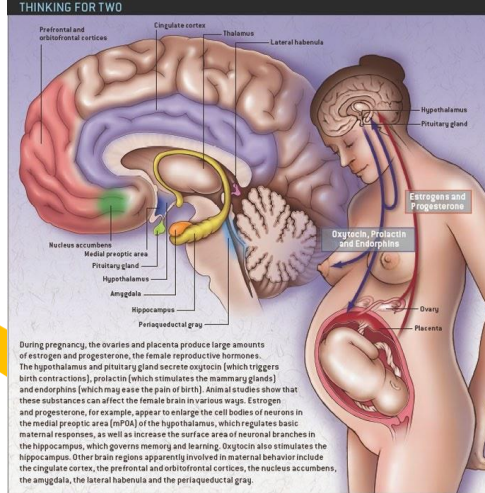 THINKING FOR TWO
Prefrontal and
orbitofrontal cortices
Cingulate cortex
Thalamus
Lateral habenula
Hypothalamus
Pituitary gland
Estrogens and
Progesterone
Oxytocin, Prolactin
and Endorphins
Nucleus accumbens
Medial preoptic area
Pituitary gland
Hypothalamus
Amygdala
Hippocampus
Periaqueductal gray
Ovary
Placenta
During pregnancy, the ovaries and placenta produce large amounts
of estrogen and progesterone, the female reproductive hormones.
The hypothalamus and pituitary gland secrete oxytocin (which triggers
birth contractions), prolactin (which stimulates the mammary glands)
and endorphins (which may ease the pain of birth). Animal studies show that
these substances can affect the female brain in various ways. Estrogen
and progesterone, for example, appear to enlarge the cell bodies of neurons in
the medial preoptic area (mPOA) of the hypothalamus, which regulates basic
maternal responses, as well as increase the surface area of neuronal branches in
the hippocampus, which governs memory and learning. Oxytocin also stimulates the
hippocampus. Other brain regions apparently involved in maternal behavior include
the cingulate cortex, the prefrontal and orbitofrontal cortices, the nucleus accumbens,
the amygdala, the lateral habenula and the periaqueductal gray.